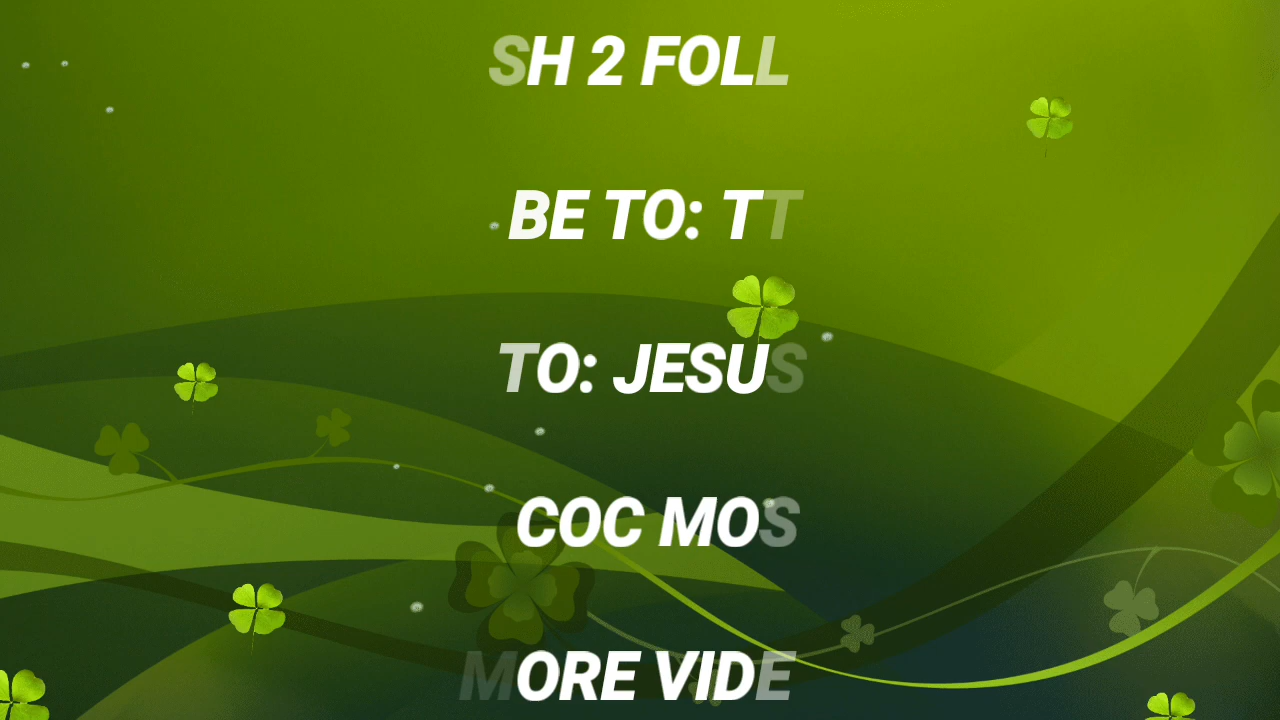 SH 2 FOLL
BE TO: TT
TO: JESUS
COC MOS
MORE VIDE